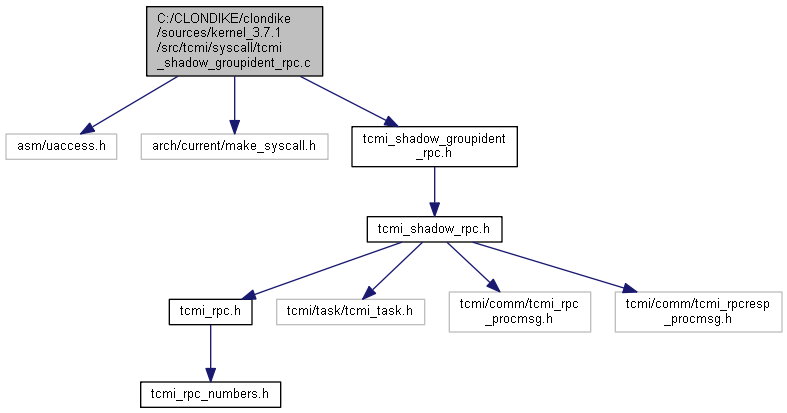 C:/CLONDIKE/clondike
/sources/kernel_3.7.1
/src/tcmi/syscall/tcmi
_shadow_groupident_rpc.c
asm/uaccess.h
arch/current/make_syscall.h
tcmi_shadow_groupident
_rpc.h
tcmi_shadow_rpc.h
tcmi_rpc.h
tcmi/task/tcmi_task.h
tcmi/comm/tcmi_rpc
_procmsg.h
tcmi/comm/tcmi_rpcresp
_procmsg.h
tcmi_rpc_numbers.h